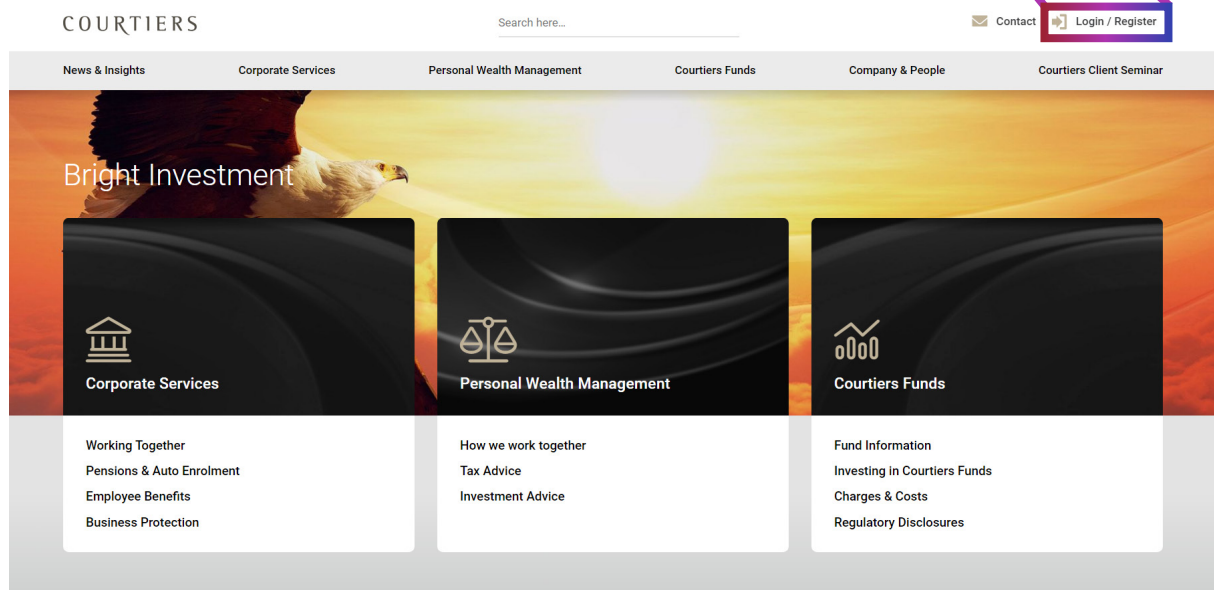 COURTIERS
Search here...
Contact
Login / Register
News & Insights
Corporate Services
Personal Wealth Management
Courtiers Funds
Company & People
Courtiers Client Seminar
Bright Investment
Corporate Services
Working Together
Pensions & Auto Enrolment
Employee Benefits
Business Protection
Personal Wealth Management
How we work together
Tax Advice
Investment Advice
Courtiers Funds
Fund Information
Investing in Courtiers Funds
Charges & Costs
Regulatory Disclosures